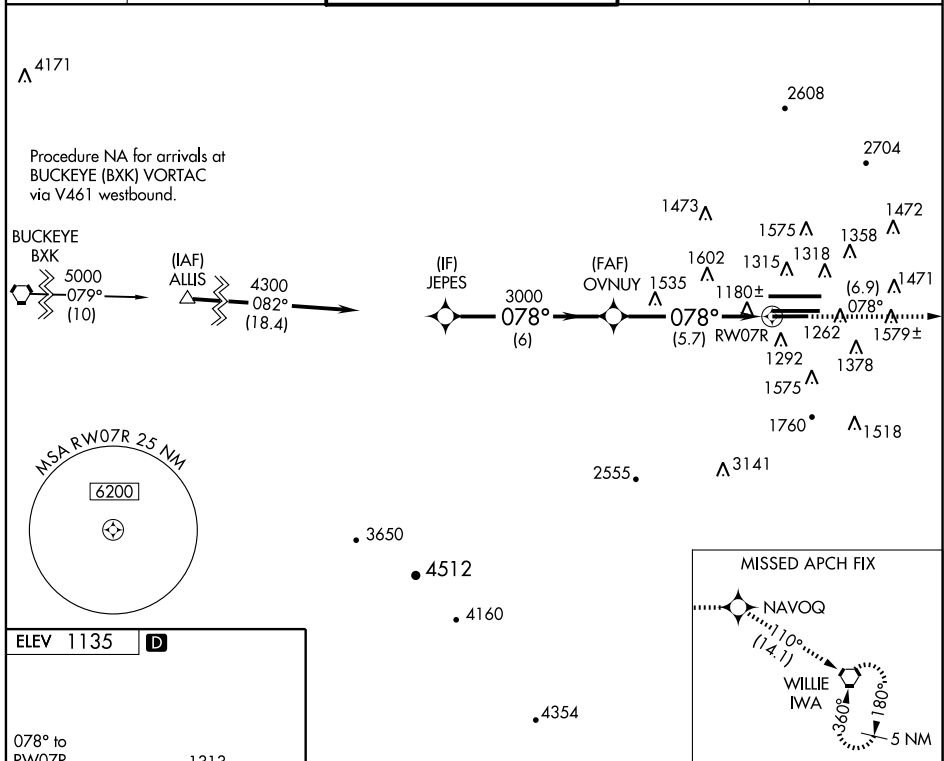 4171
2608
Procedure NA for arrivals at
BUCKEYE (BXK) VORTAC
via V461 westbound.
2704
1473
1575
1472
1358
BUCKEYE
BXK
5000
079°
(10)
(IAF)
ALLIS
4300
082°
(18.4)
(IF)
JEPES
3000
078°
(6)
(FAF)
OVNUY
1535
1602
1315
1318
1180±
078°
(5.7)
RW07R
(6.9)
078°
1471
1262
1579±
1292
1378
1575
1760
1518
MSA RW07R 25 NM
6200
2555
3141
3650
4512
4160
4354
MISSED APCH FIX
NAVOQ
110°
(14.1)
WILLIE
IWA
360°
180°
5 NM
ELEV 1135 D
078° to